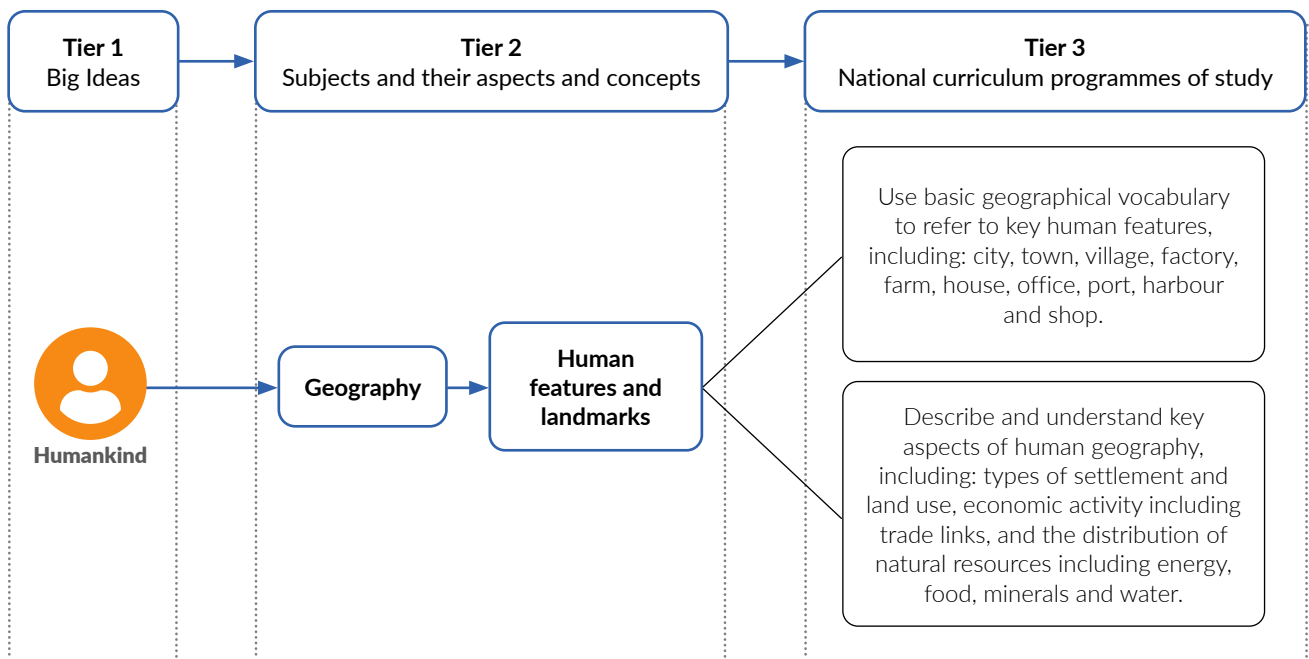 Tier 1
Big Ideas
Tier 2
Subjects and their aspects and concepts
Tier 3
National curriculum programmes of study
Humankind
Geography
Human
features and
landmarks
Use basic geographical vocabulary
to refer to key human features,
including: city, town, village, factory,
farm, house, office, port, harbour
and shop.
Describe and understand key
aspects of human geography,
including: types of settlement and
land use, economic activity including
trade links, and the distribution of
natural resources including energy,
food, minerals and water.